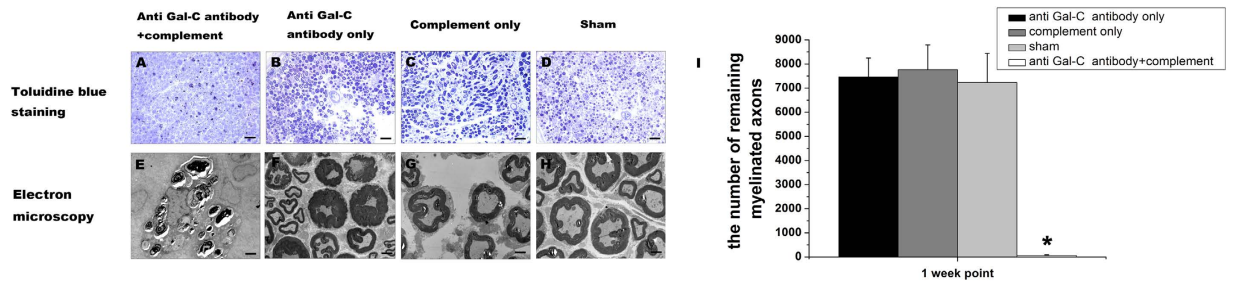 Anti Gal-C antibody
+complement
Anti Gal-C
antibody only
Complement only
Sham
Toluidine blue
staining
A
B
C
D
Electron
microscopy
E
F
G
H
I
anti Gal-C antibody only
complement only
sham
anti Gal-C antibody+complement
the number of remaining
myelinated axons
9000
8000
7000
6000
5000
4000
3000
2000
1000
0
*
1 week point